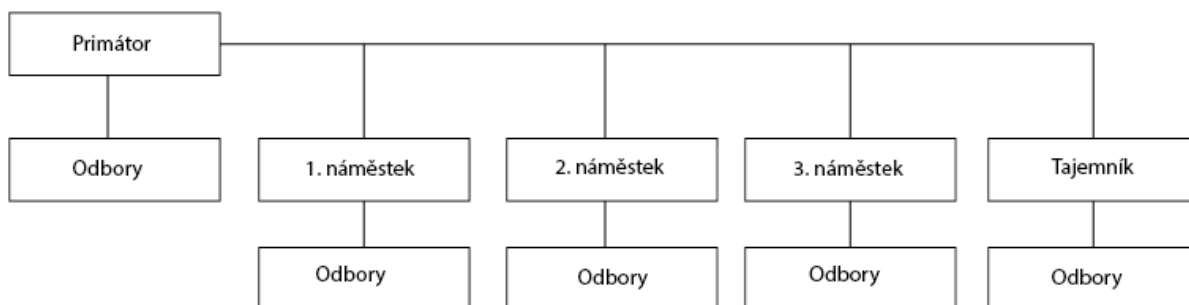 Primátor
Odbory
1. náměstek
2. náměstek
3. náměstek
Tajemník
Odbory
Odbory
Odbory
Odbory